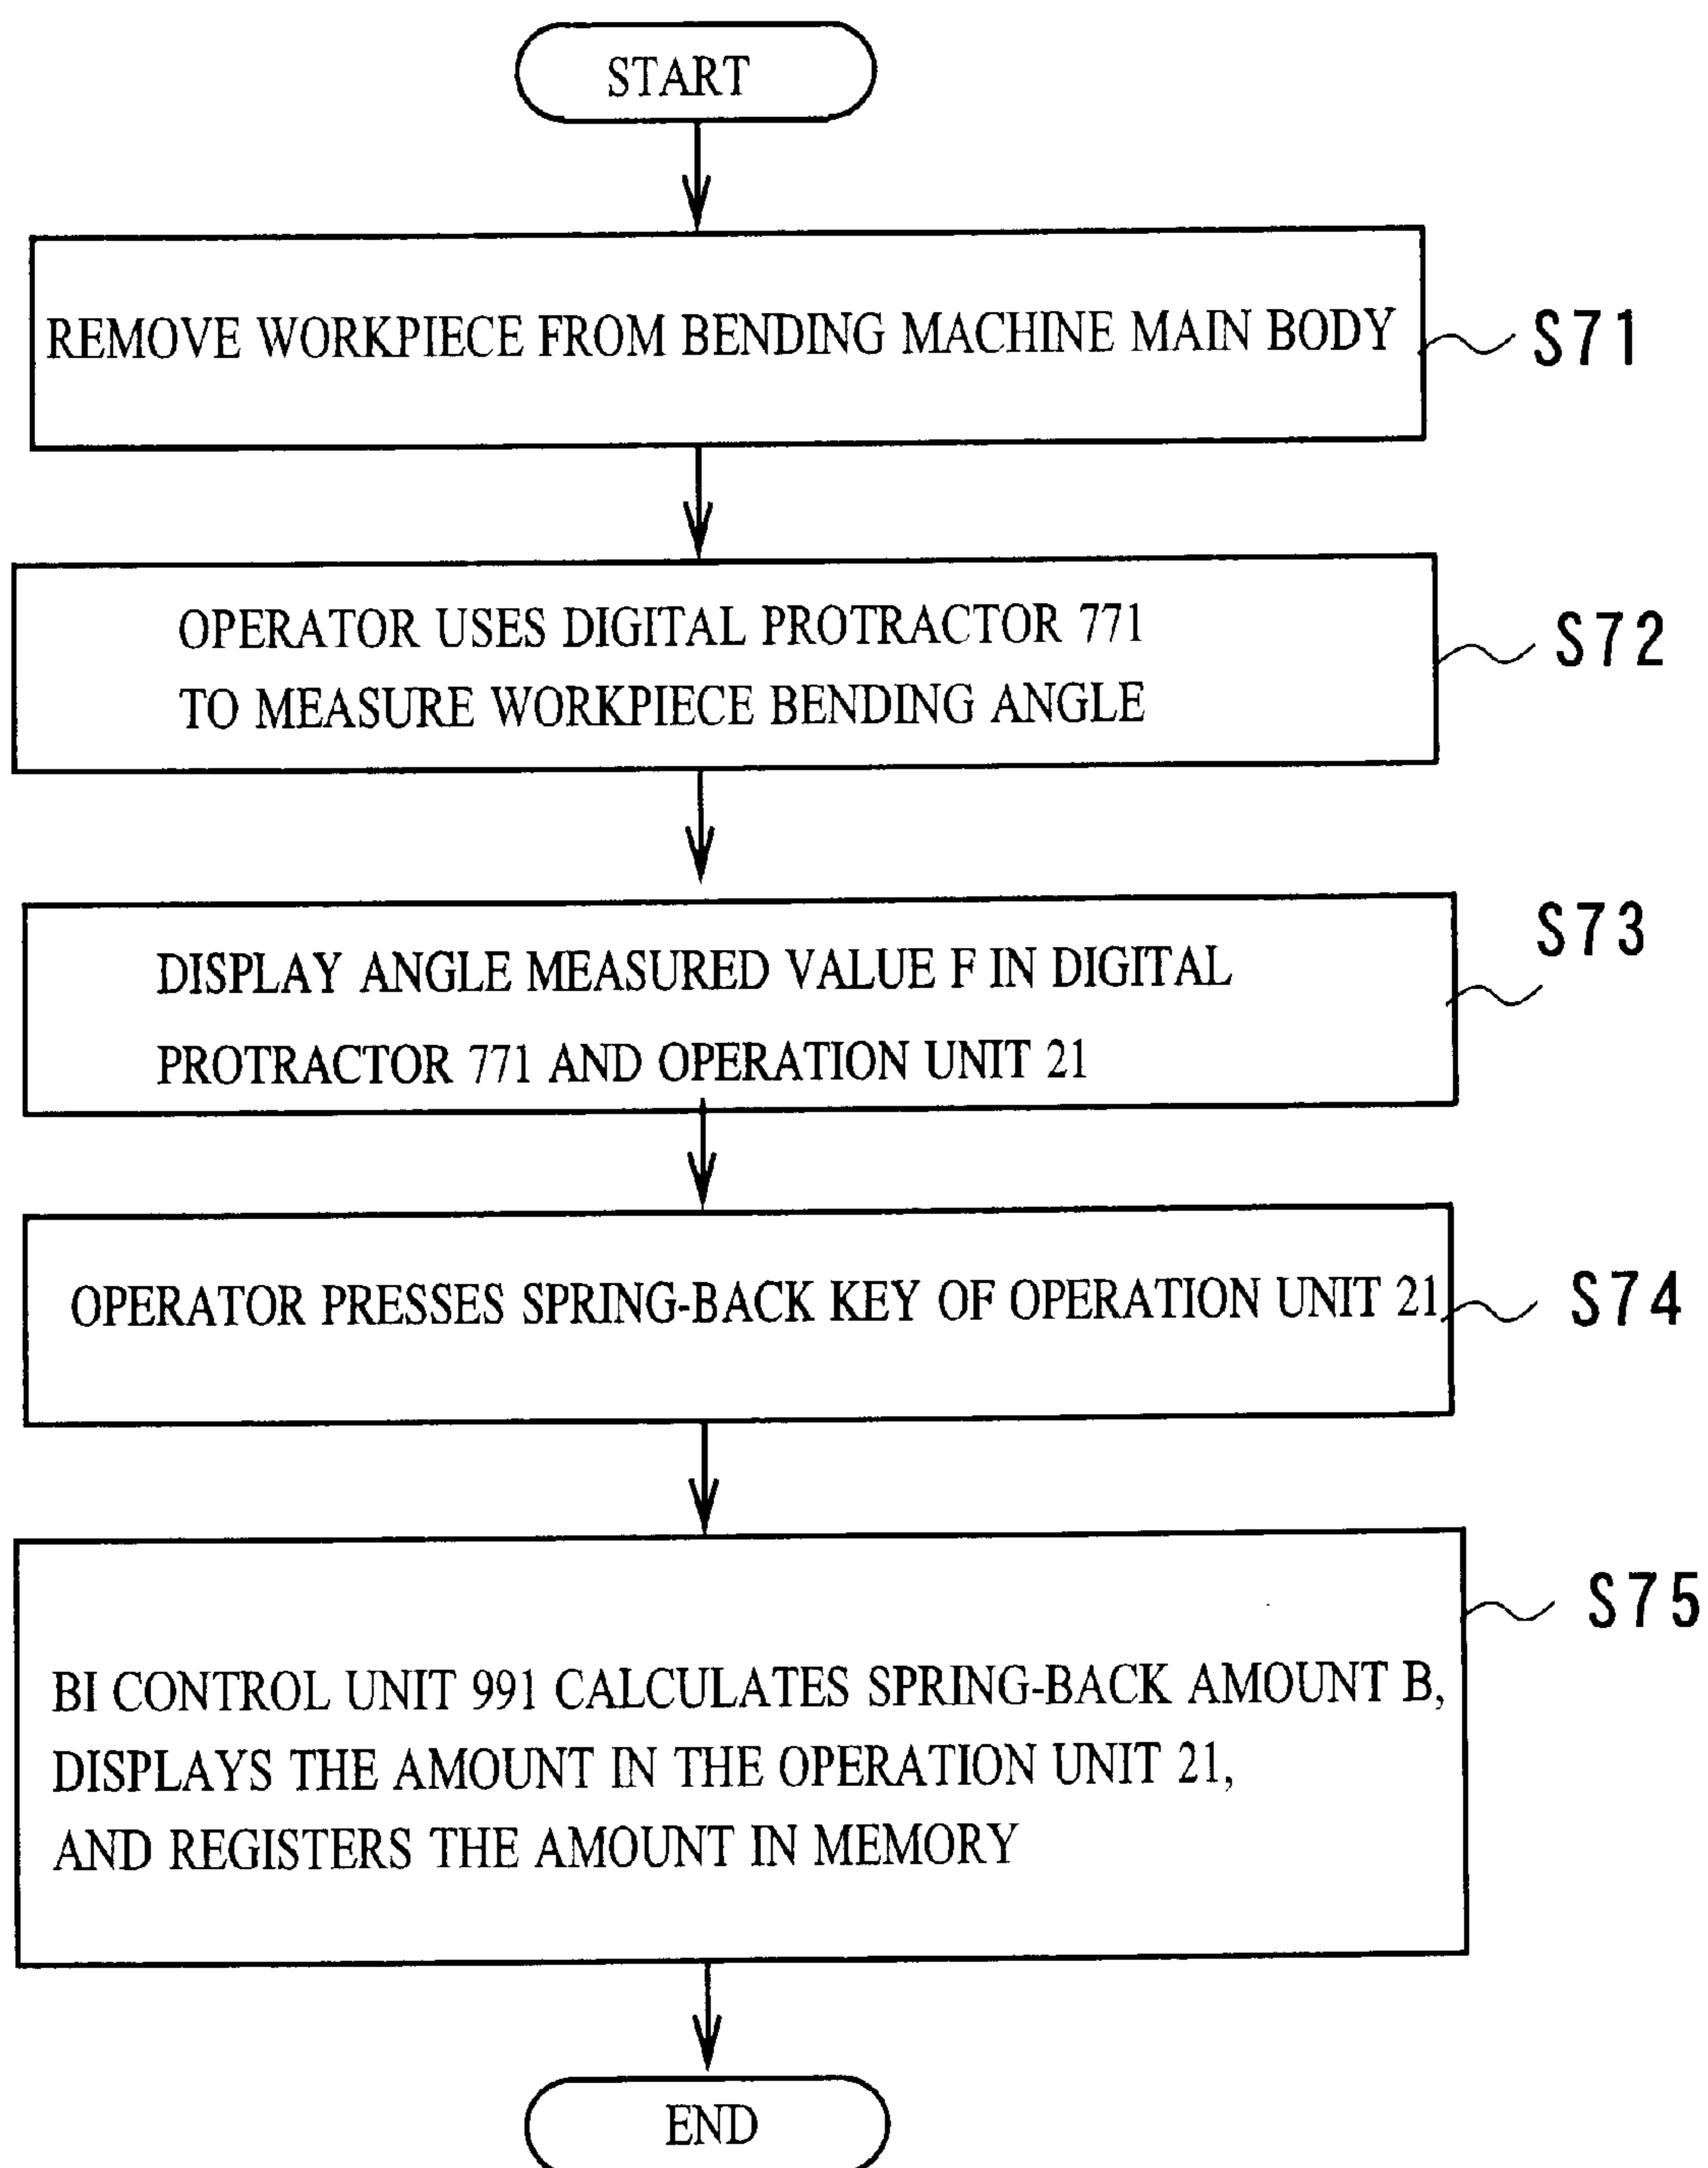 START
REMOVE WORKPIECE FROM BENDING MACHINE MAIN BODY
S71
OPERATOR USES DIGITAL PROTRACTOR 771
TO MEASURE WORKPIECE BENDING ANGLE
S72
DISPLAY ANGLE MEASURED VALUE F IN DIGITAL
PROTRACTOR 771 AND OPERATION UNIT 21
S73
OPERATOR PRESSES SPRING-BACK KEY OF OPERATION UNIT 21
S74
BI CONTROL UNIT 991 CALCULATES SPRING-BACK AMOUNT B,
DISPLAYS THE AMOUNT IN THE OPERATION UNIT 21,
AND REGISTERS THE AMOUNT IN MEMORY
S75
END